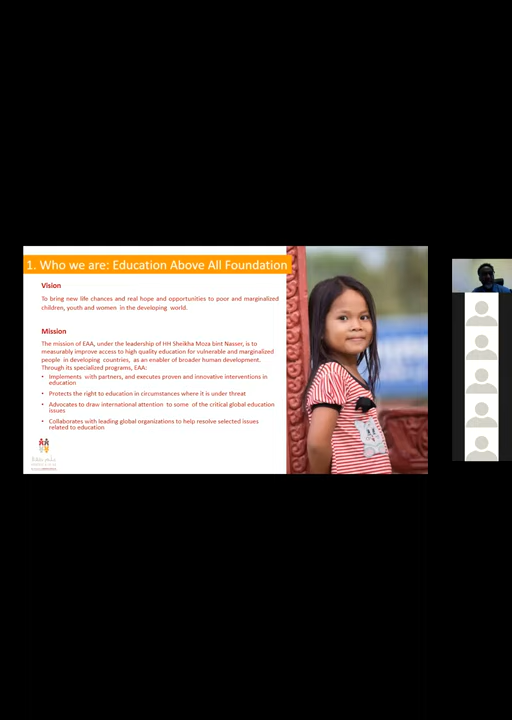 1. Who we are: Education Above All Foundation
Vision
To bring new life chances and real hope and opportunities to poor and marginalized
children, youth and women in the developing world.
Mission
The mission of EAA, under the leadership of HH Sheikha Moza bint Nasser, is to
measurably improve access to high quality education for vulnerable and marginalized
people in developing countries, as an enabler of broader human development.
Through its specialized programs, EAA:
• Implements with partners, and executes proven and innovative interventions in
education
• Protects the right to education in circumstances where it is under threat
• Advocates to draw international attention to some of the critical global education
issues
• Collaborates with leading global organizations to help resolve selected issues
related to education